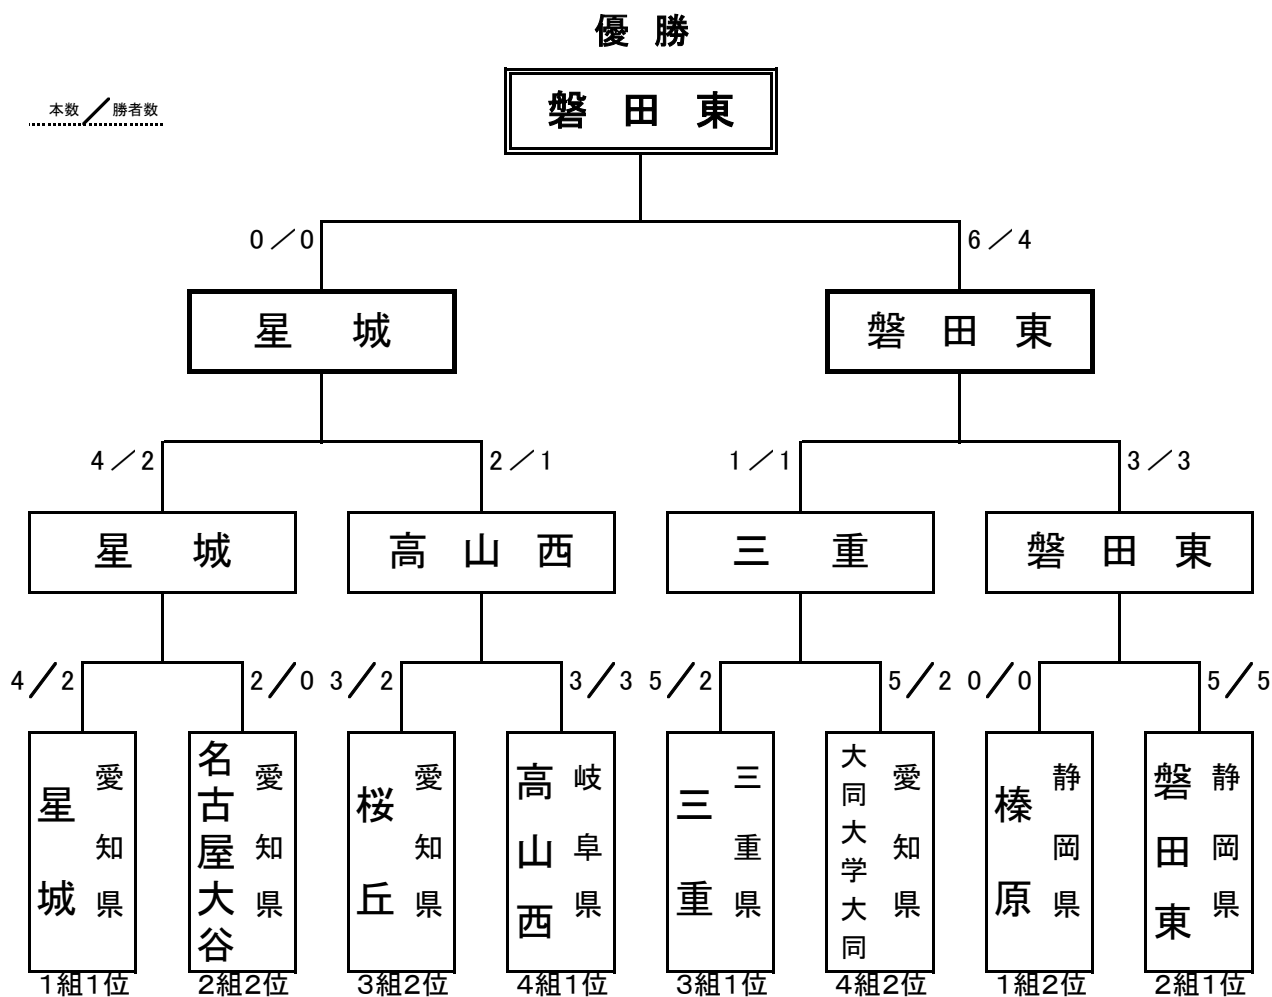 優 勝
本数／勝者数
磐 田 東
0／0 6／4
星 城 磐 田 東
4／2 2／1 1／1 3／3
星 城 高 山 西 三 重 磐 田 東
4／2 2／0 3／2 3／3 5／2 5／2 0／0 5／5
星城 愛知県
名古屋大谷 愛知県
桜丘 愛知県
高山西 岐阜県
三重 三重県
大同大学大同 愛知県
榛原 静岡県
磐田東 静岡県
1組1位 2組2位 3組2位 4組1位 3組1位 4組2位 1組2位 2組1位